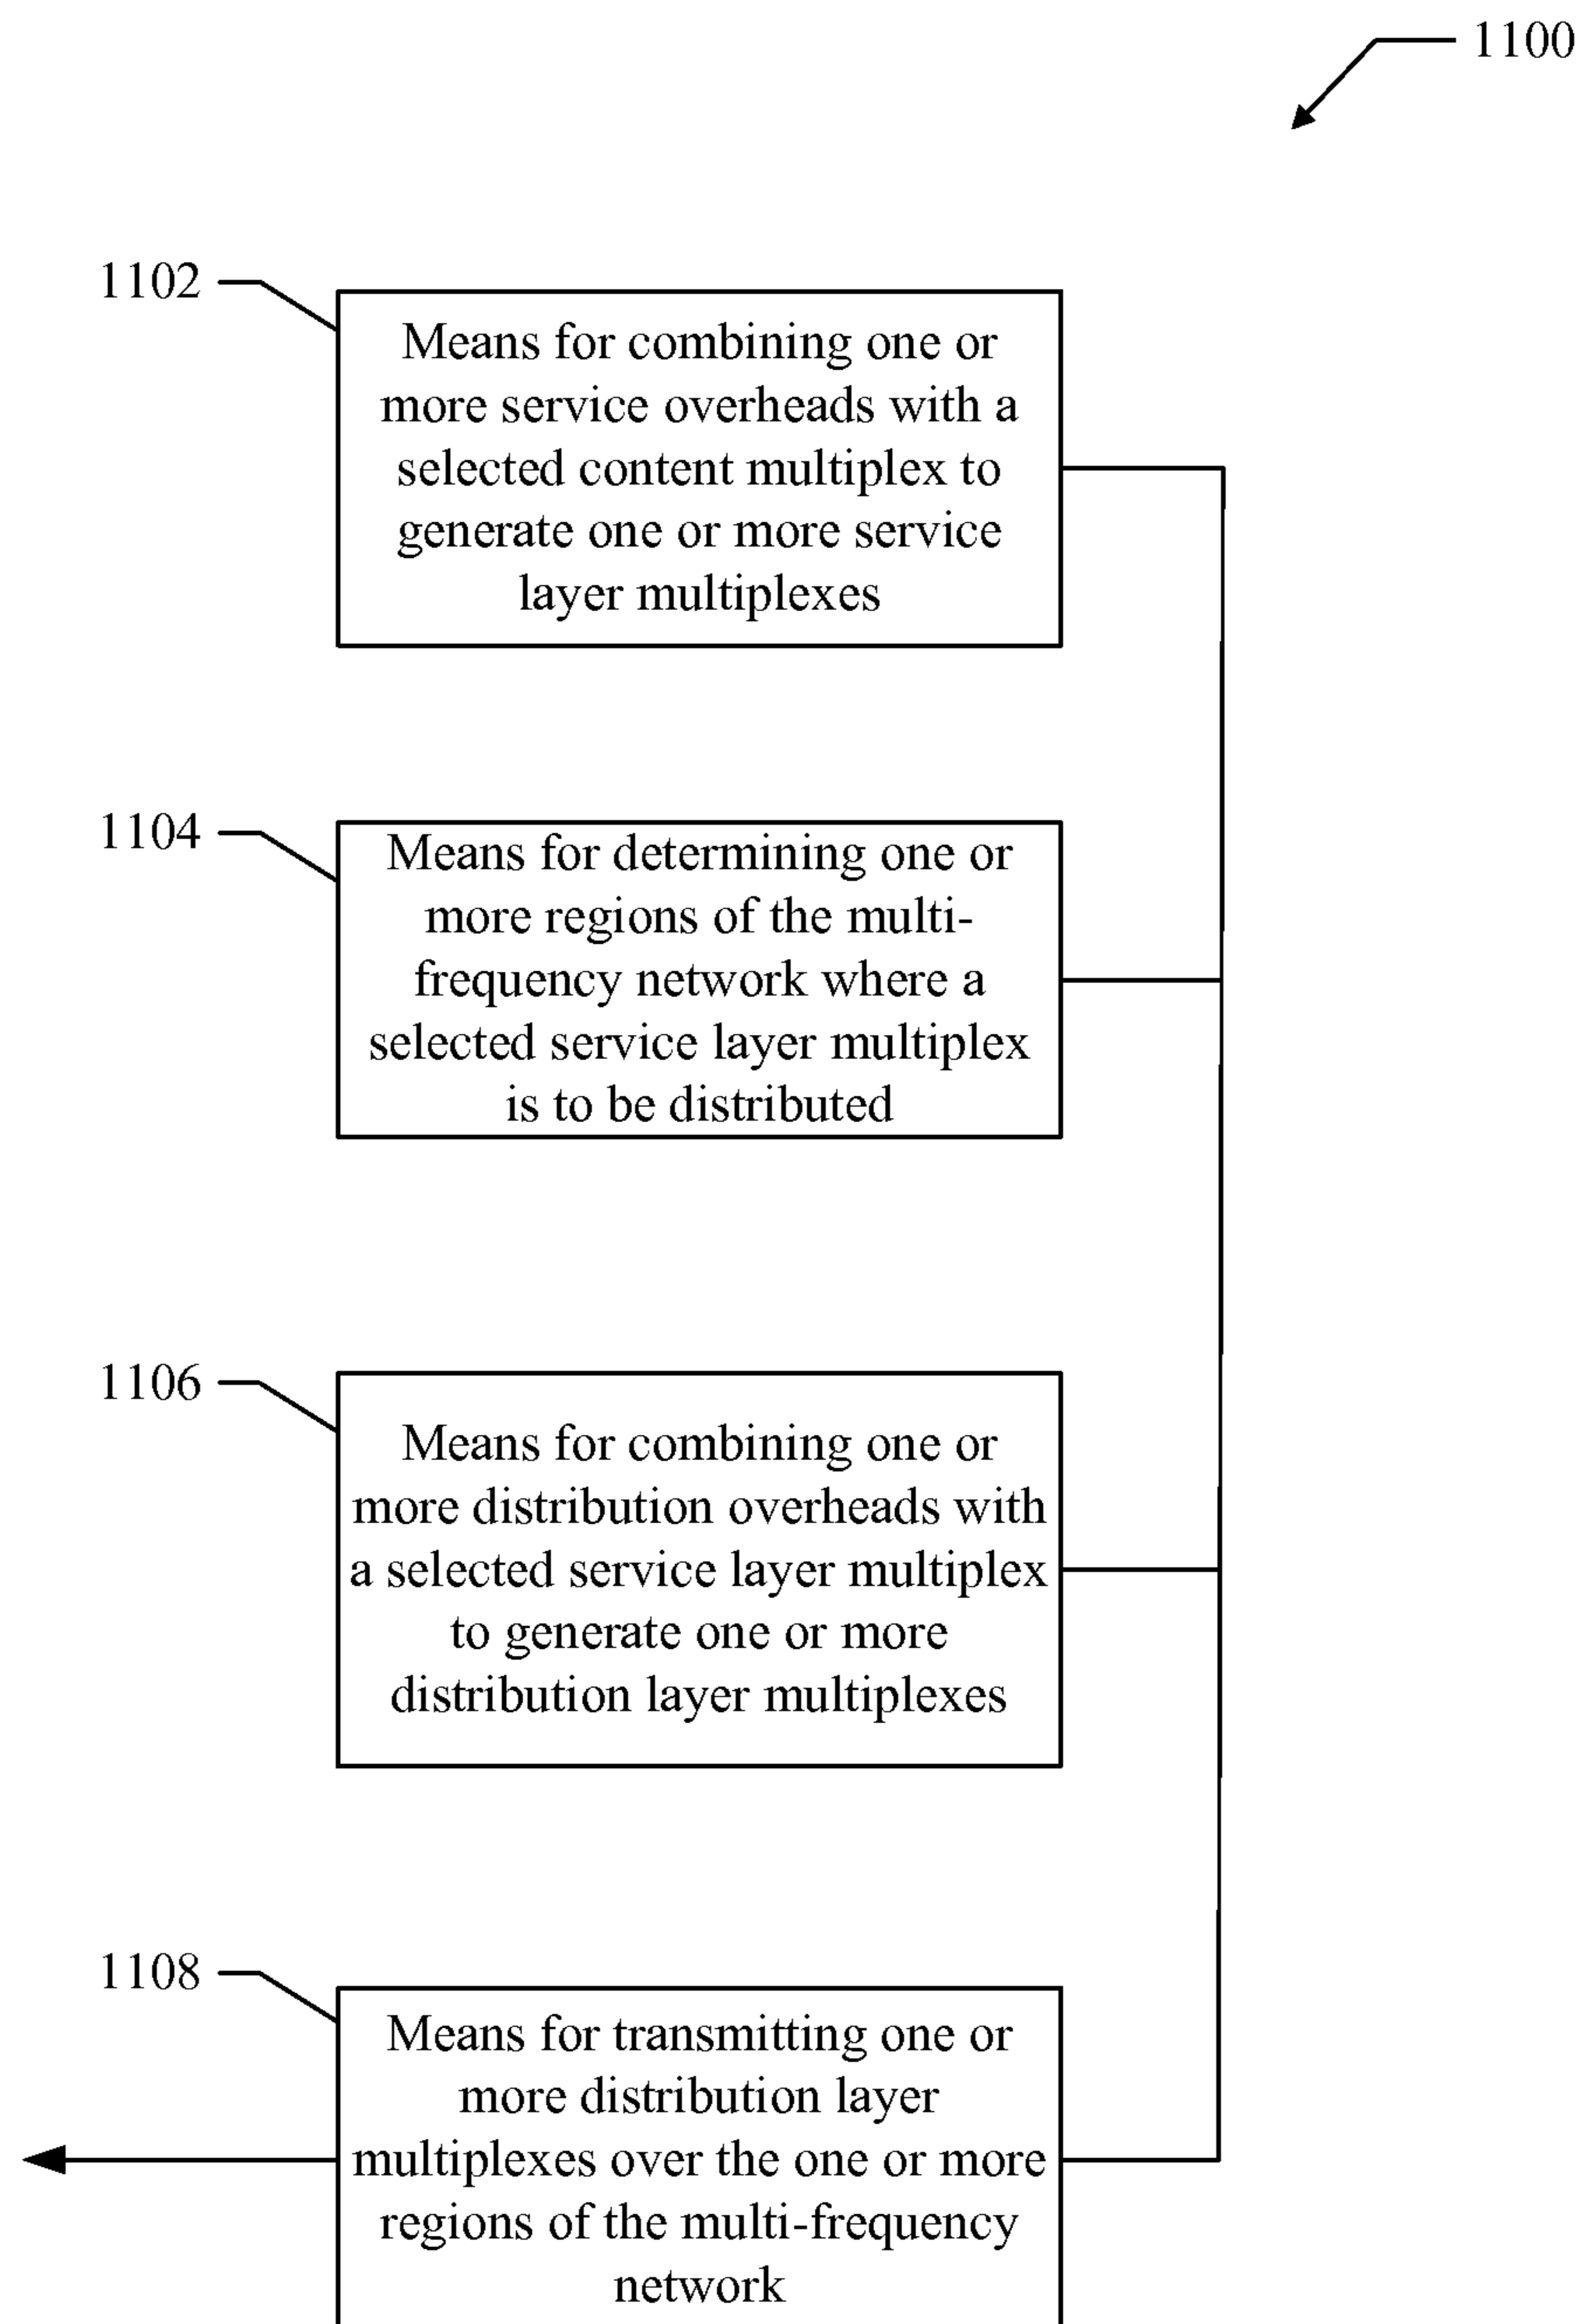 1100
1102
Means for combining one or
more service overheads with a
selected content multiplex to
generate one or more service
layer multiplexes
1104
Means for determining one or
more regions of the multi-
frequency network where a
selected service layer multiplex
is to be distributed
1106
Means for combining one or
more distribution overheads with
a selected service layer multiplex
to generate one or more
distribution layer multiplexes
1108
Means for transmitting one or
more distribution layer
multiplexes over the one or more
regions of the multi-frequency
network